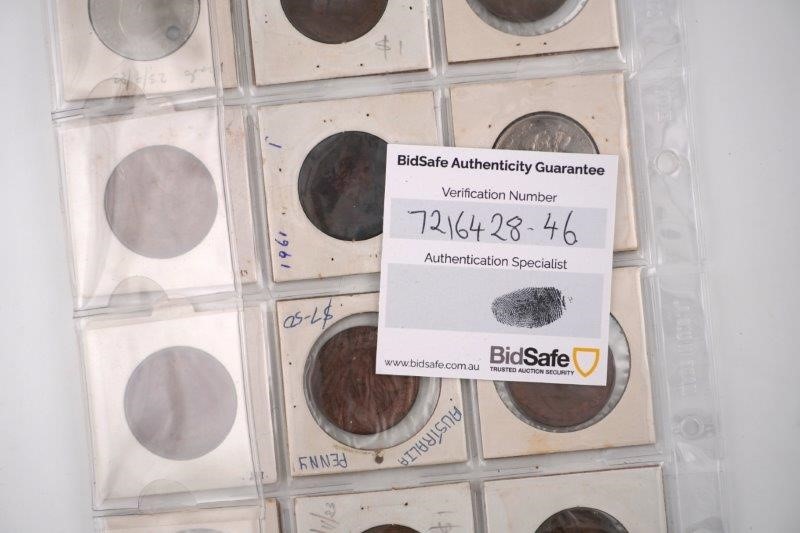 $1
1'
1961
BidSafe Authenticity Guarantee
Verification Number
7216428-46
Authentication Specialist
www.bidsafe.com.au
BidSafe
TRUSTED AUCTION SECURITY
$7-50
AUSTRALIA
PENNY